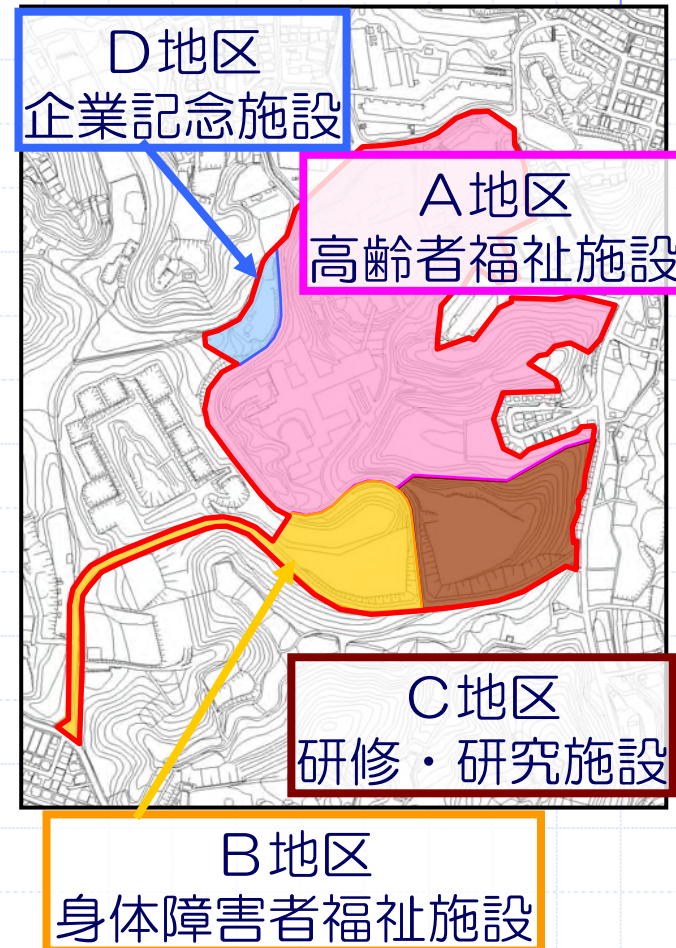 D地区
企業記念施設
A地区
高齢者福祉施設
C地区
研修・研究施設
B地区
身体障害者福祉施設